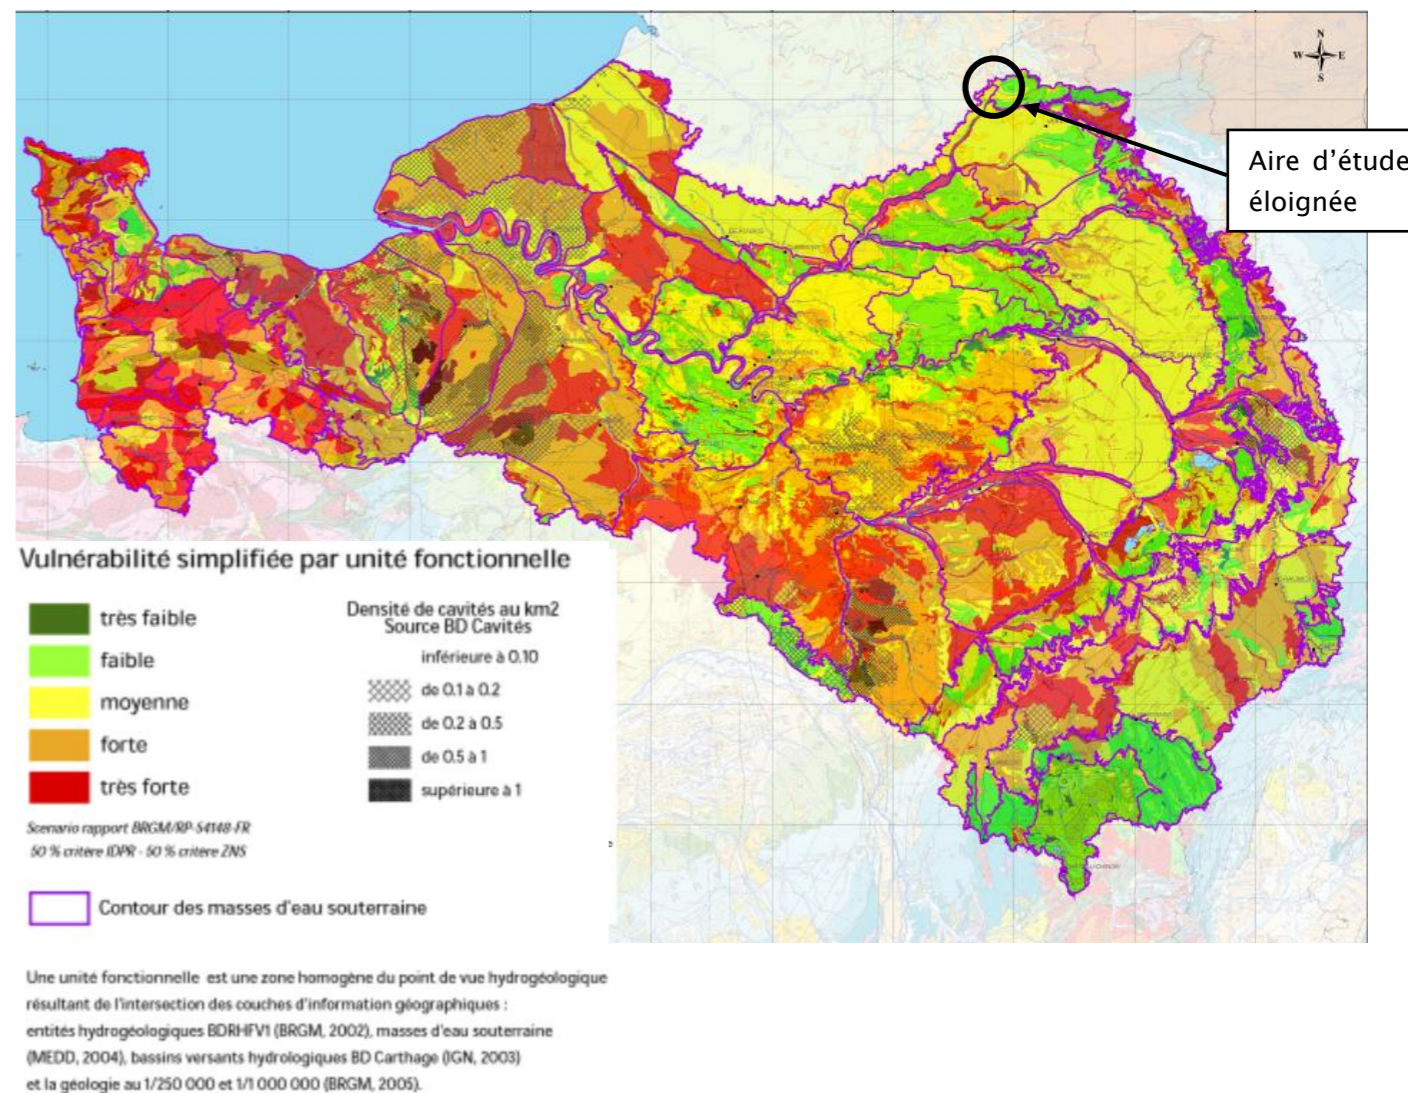 N
W E
S
Aire d'étude
éloignée
BEAUVAIS
Vulnérabilité simplifiée par unité fonctionnelle
très faible
faible
moyenne
forte
très forte
Densité de cavités au km2
Source BD Cavités
inférieure à 0.10
de 0.1 à 0.2
de 0.2 à 0.5
de 0.5 à 1
supérieure à 1
Scenario rapport BRGM/RP-54148-FR
50 % critère IDPR - 50 % critère ZNS
Contour des masses d'eau souterraine
Une unité fonctionnelle est une zone homogène du point de vue hydrogéologique
résultant de l'intersection des couches d'information géographiques :
entités hydrogéologiques BDRHFV1 (BRGM, 2002), masses d'eau souterraine
(MEDD, 2004), bassins versants hydrologiques BD Carthage (IGN, 2003)
et la géologie au 1/250 000 et 1/1 000 000 (BRGM, 2005).